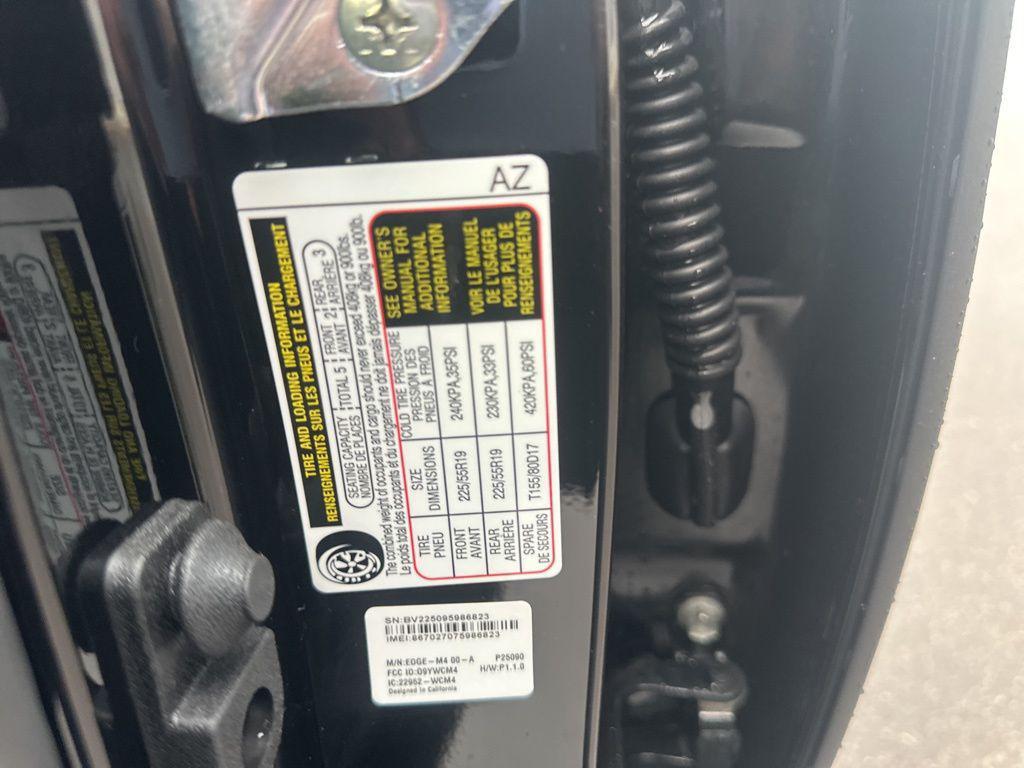 AZ
TIRE AND LOADING INFORMATION
RENSEIGNEMENTS SUR LES PNEUS ET LE CHARGEMENT
SEATING CAPACITY TOTAL 5 FRONT 2 REAR 3
NOMBRE DE PLACES AVANT ARRIÈRE
The combined weight of occupants and cargo should never exceed 408kg or 900lbs.
Le poids total des occupants et du chargement ne doit jamais dépasser 408kg ou 900lb.
TIRE
PNEU
SIZE
DIMENSIONS
COLD TIRE PRESSURE
PRESSION DES
PNEUS À FROID
FRONT
AVANT
225/55R19
240KPA,35PSI
REAR
ARRIÈRE
225/55R19
230KPA,33PSI
SPARE
DE SECOURS
T155/80D17
420KPA,60PSI
SEE OWNER'S
MANUAL FOR
ADDITIONAL
INFORMATION
VOIR LE MANUEL
DE L'USAGER
POUR PLUS DE
RENSEIGNEMENTS
SN:BV225095986823
IMEI:867027075986823
M/N:EDGE-M4 00-A P25090
FCC ID:O9YWCM4 H/W:P1.1.0
IC:22952-WCM4
Designed in California